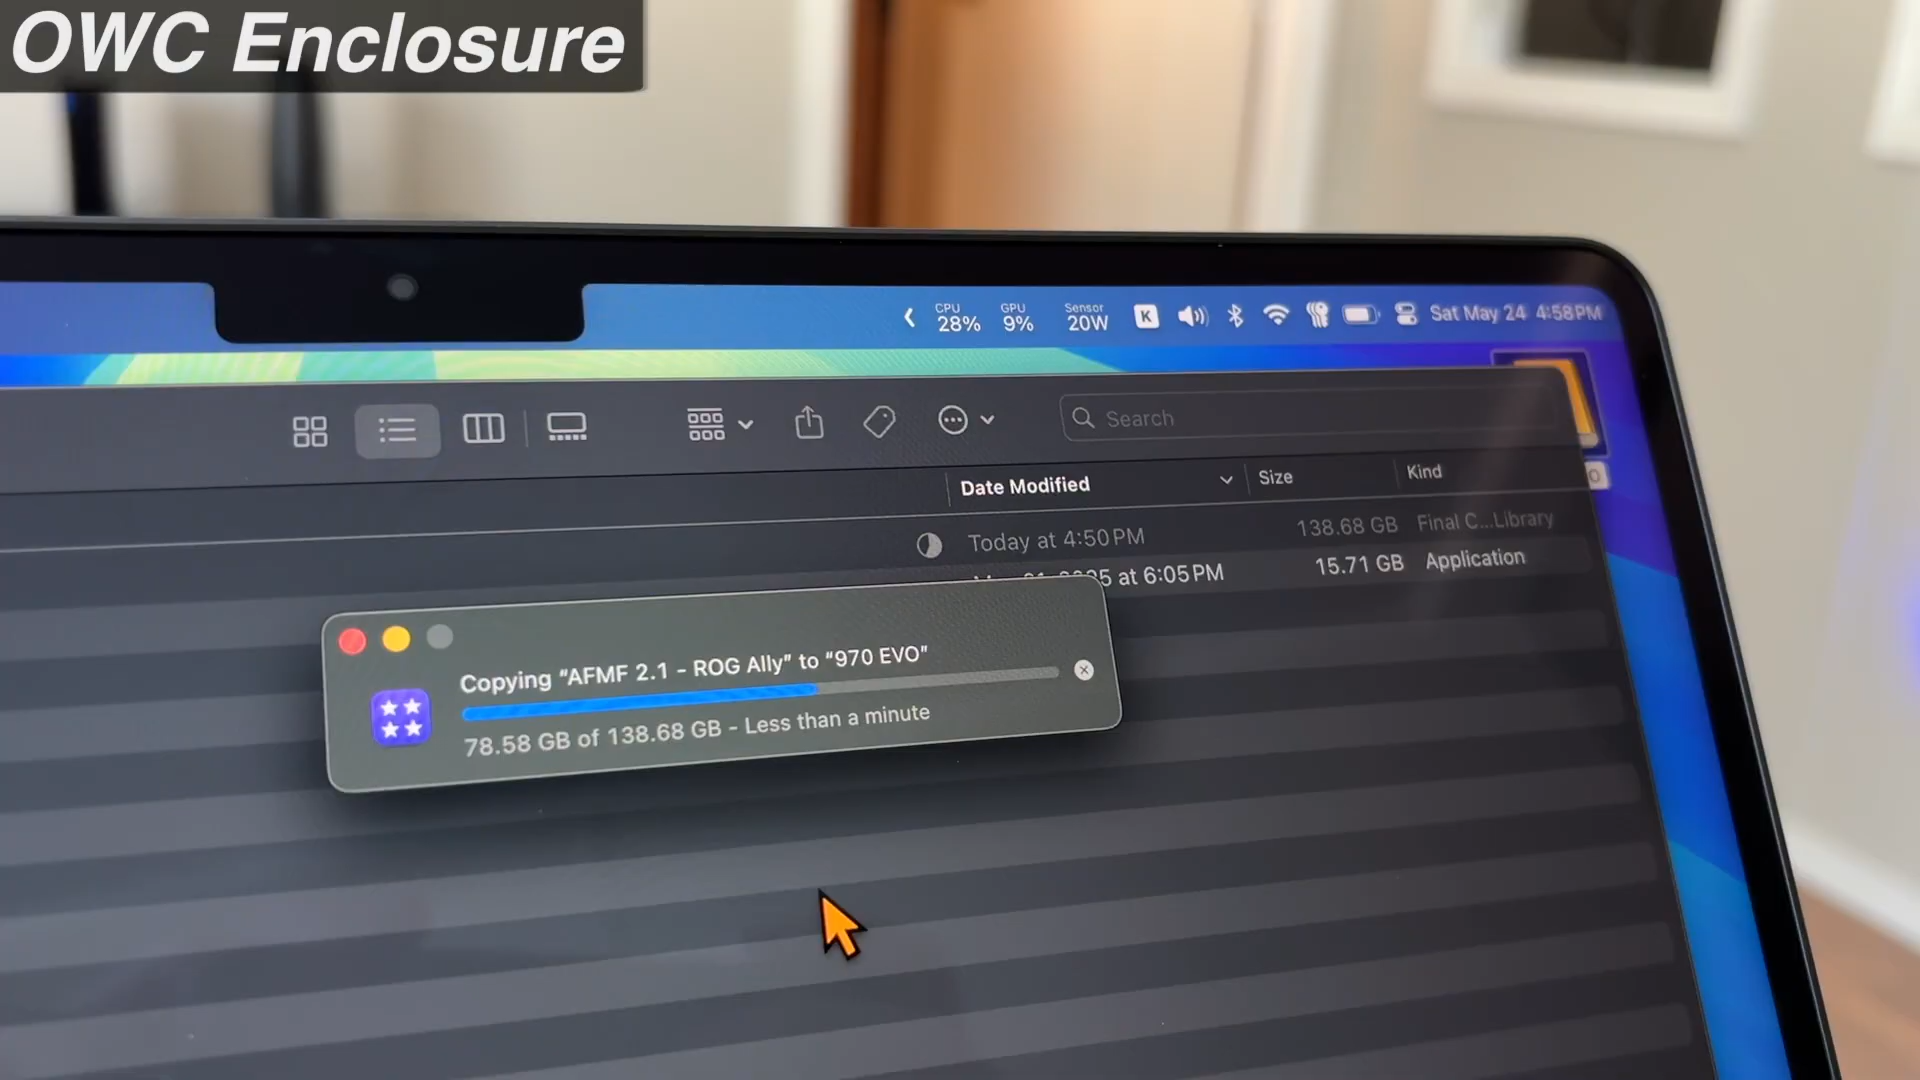 OWC Enclosure
CPU
28%
GPU
9%
Sensor
20W
K
Sat May 24 4:58 PM
Search
Date Modified
Size
Kind
Today at 4:50 PM
138.68 GB
Final C...Library
at 6:05 PM
15.71 GB
Application
Copying “AFMF 2.1 - ROG Ally” to “970 EVO”
78.58 GB of 138.68 GB - Less than a minute